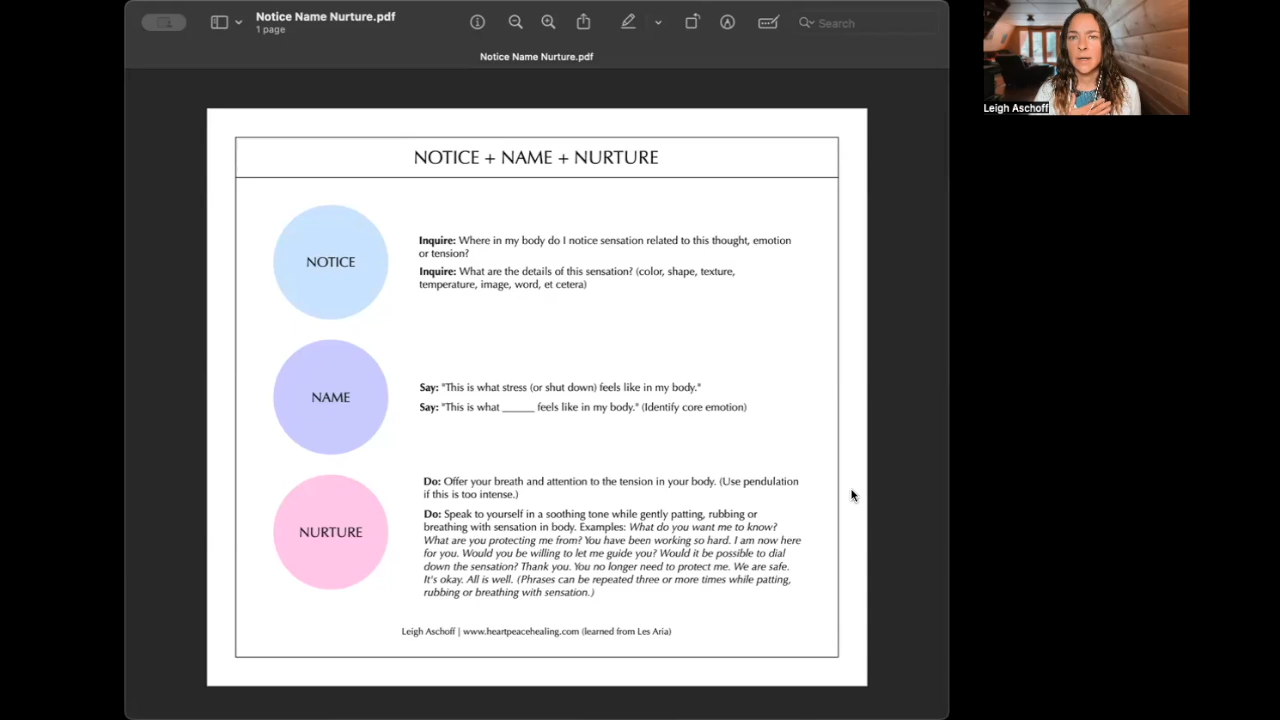 Notice Name Nurture.pdf
1 page
Search
Notice Name Nurture.pdf
Leigh Aschoff
NOTICE + NAME + NURTURE
NOTICE
Inquire: Where in my body do I notice sensation related to this thought, emotion
or tension?
Inquire: What are the details of this sensation? (color, shape, texture,
temperature, image, word, et cetera)
NAME
Say: "This is what stress (or shut down) feels like in my body."
Say: "This is what ______ feels like in my body." (Identify core emotion)
NURTURE
Do: Offer your breath and attention to the tension in your body. (Use pendulation
if this is too intense.)
Do: Speak to yourself in a soothing tone while gently patting, rubbing or
breathing with sensation in body. Examples: What do you want me to know?
What are you protecting me from? You have been working so hard. I am now here
for you. Would you be willing to let me guide you? Would it be possible to dial
down the sensation? Thank you. You no longer need to protect me. We are safe.
It's okay. All is well. (Phrases can be repeated three or more times while patting,
rubbing or breathing with sensation.)
Leigh Aschoff | www.heartpeacehealing.com (learned from Les Aria)